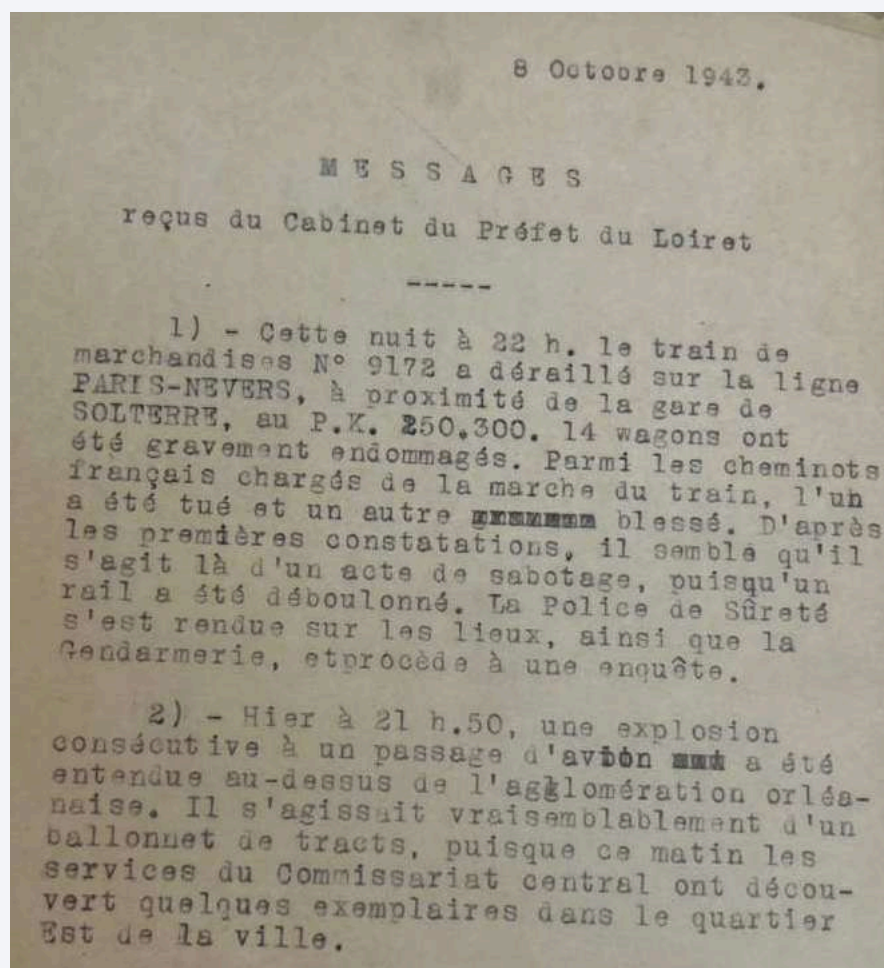 8 Octobre 1943.
M E S S A G E S
reçus du Cabinet du Préfet du Loiret
-----
1) - Cette nuit à 22 h. le train de
marchandises N° 9172 a déraillé sur la ligne
PARIS-NEVERS, à proximité de la gare de
SOLTERRE, au P.K. 250.300. 14 wagons ont
été gravement endommagés. Parmi les cheminots
français chargés de la marche du train, l'un
a été tué et un autre blessé. D'après
les premières constatations, il semble qu'il
s'agit là d'un acte de sabotage, puisqu'un
rail a été déboulonné. La Police de Sûreté
s'est rendue sur les lieux, ainsi que la
Gendarmerie, etprocède à une enquête.
2) - Hier à 21 h.50, une explosion
consécutive à un passage d'avion a été
entendue au-dessus de l'agglomération orléa-
naise. Il s'agissait vraisemblablement d'un
ballonnet de tracts, puisque ce matin les
services du Commissariat central ont décou-
vert quelques exemplaires dans le quartier
Est de la ville.